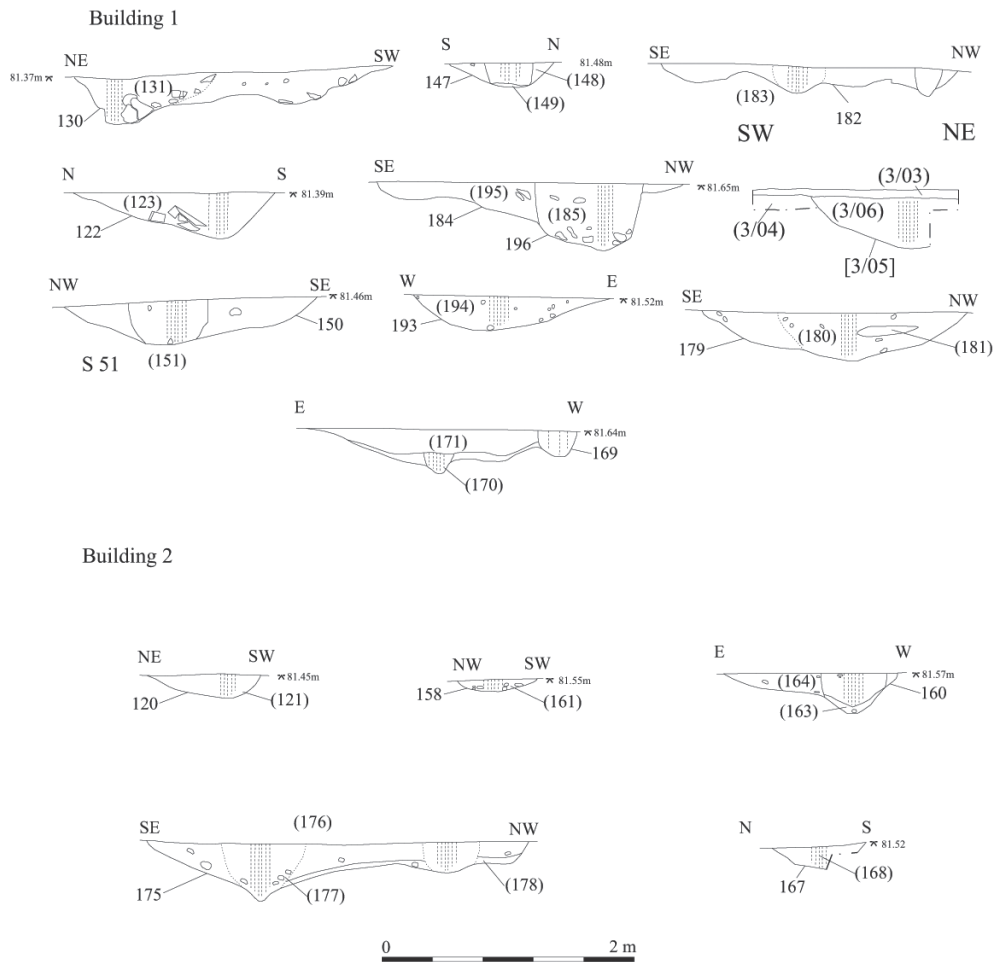 Building 1
NE SW
81.37m
(131)
130
S N
81.48m
147 (148)
(149)
SE NW
(183)
182
N S
81.39m
(123)
122
SE NW
81.65m
(195)
184 (185)
196
SW NE
(3/03)
(3/06)
(3/04)
[3/05]
NW SE
81.46m
150
(151)
S 51
W E
81.52m
(194)
193
SE NW
(180)
179 (181)
E W
81.64m
(171)
169
(170)
Building 2
NE SW
81.45m
120 (121)
NW SW
81.55m
158 (161)
E W
81.57m
(164)
160
(163)
SE (176) NW
175 (177) (178)
N S
81.52
167 (168)
0 2 m